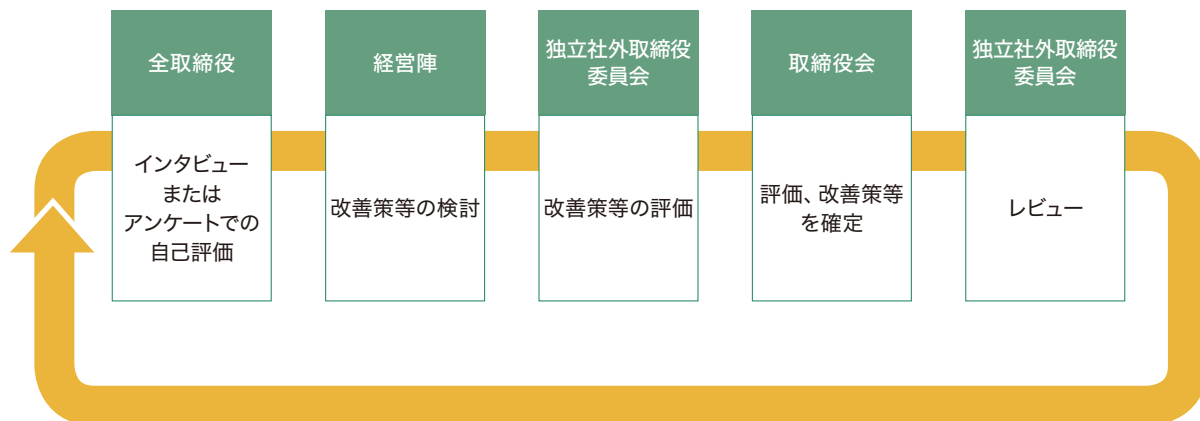 全取締役
インタビュー
または
アンケートでの
自己評価
経営陣
改善策等の検討
独立社外取締役
委員会
改善策等の評価
取締役会
評価、改善策等
を確定
独立社外取締役
委員会
レビュー